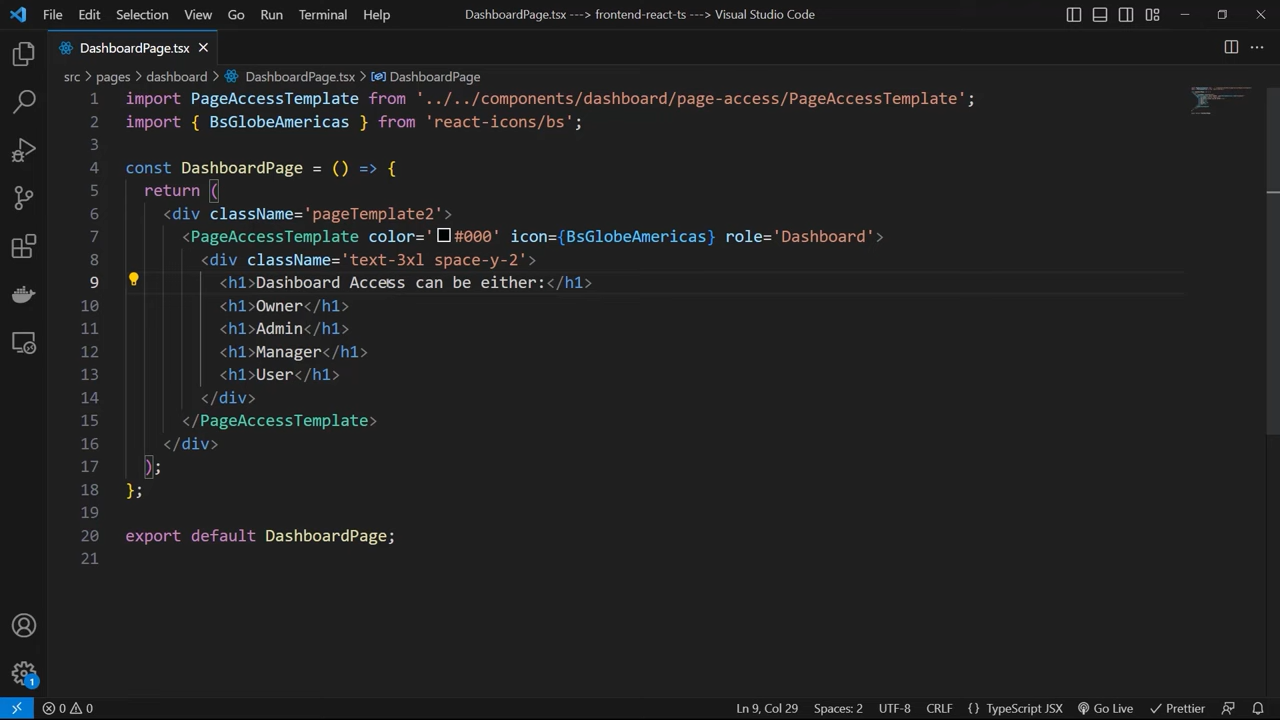 File Edit Selection View Go Run Terminal Help DashboardPage.tsx ---> frontend-react-ts ---> Visual Studio Code
DashboardPage.tsx
src > pages > dashboard > DashboardPage.tsx > DashboardPage
1 import PageAccessTemplate from '../../components/dashboard/page-access/PageAccessTemplate';
2 import { BsGlobeAmericas } from 'react-icons/bs';
3
4 const DashboardPage = () => {
5 return (
6 <div className='pageTemplate2'>
7 <PageAccessTemplate color='#000' icon={BsGlobeAmericas} role='Dashboard'>
8 <div className='text-3xl space-y-2'>
9 <h1>Dashboard Access can be either:</h1>
10 <h1>Owner</h1>
11 <h1>Admin</h1>
12 <h1>Manager</h1>
13 <h1>User</h1>
14 </div>
15 </PageAccessTemplate>
16 </div>
17 );
18 };
19
20 export default DashboardPage;
21
1
0 0 Ln 9, Col 29 Spaces: 2 UTF-8 CRLF { } TypeScript JSX Go Live Prettier